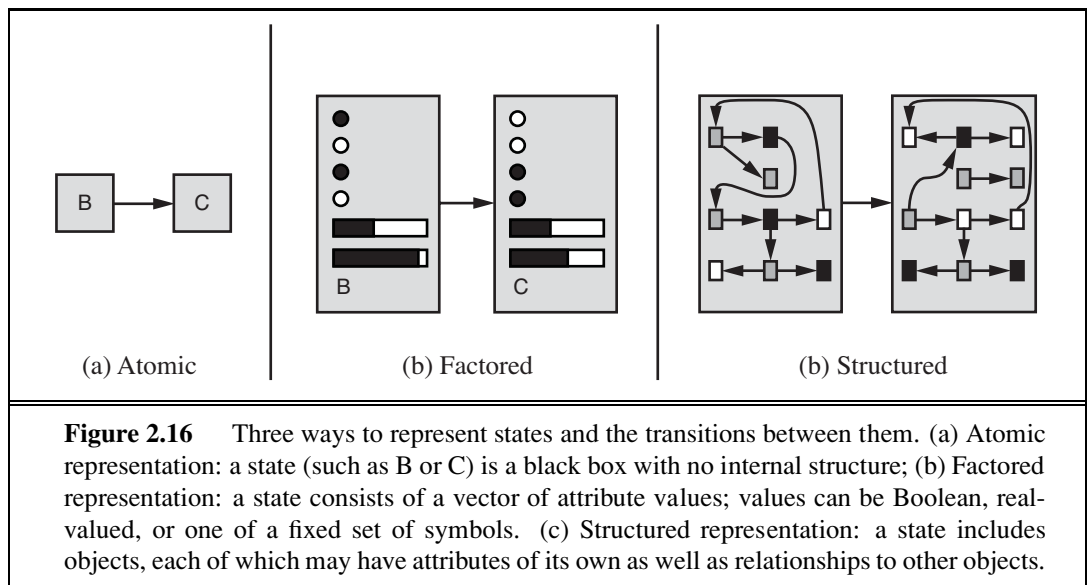 B
C
B
C
(a) Atomic
(b) Factored
(b) Structured
Figure 2.16 Three ways to represent states and the transitions between them. (a) Atomic
representation: a state (such as B or C) is a black box with no internal structure; (b) Factored
representation: a state consists of a vector of attribute values; values can be Boolean, real-
valued, or one of a fixed set of symbols. (c) Structured representation: a state includes
objects, each of which may have attributes of its own as well as relationships to other objects.